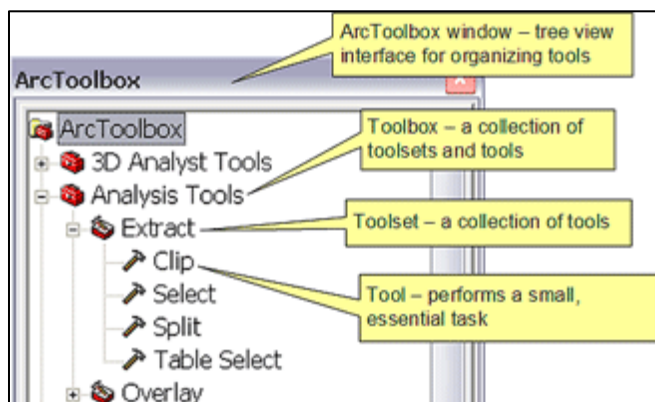 ArcToolbox window – tree view
interface for organizing tools
ArcToolbox
ArcToolbox
Toolbox – a collection of
toolsets and tools
3D Analyst Tools
Analysis Tools
Toolset – a collection of tools
Extract
Clip
Tool – performs a small,
essential task
Select
Split
Table Select
Overlay